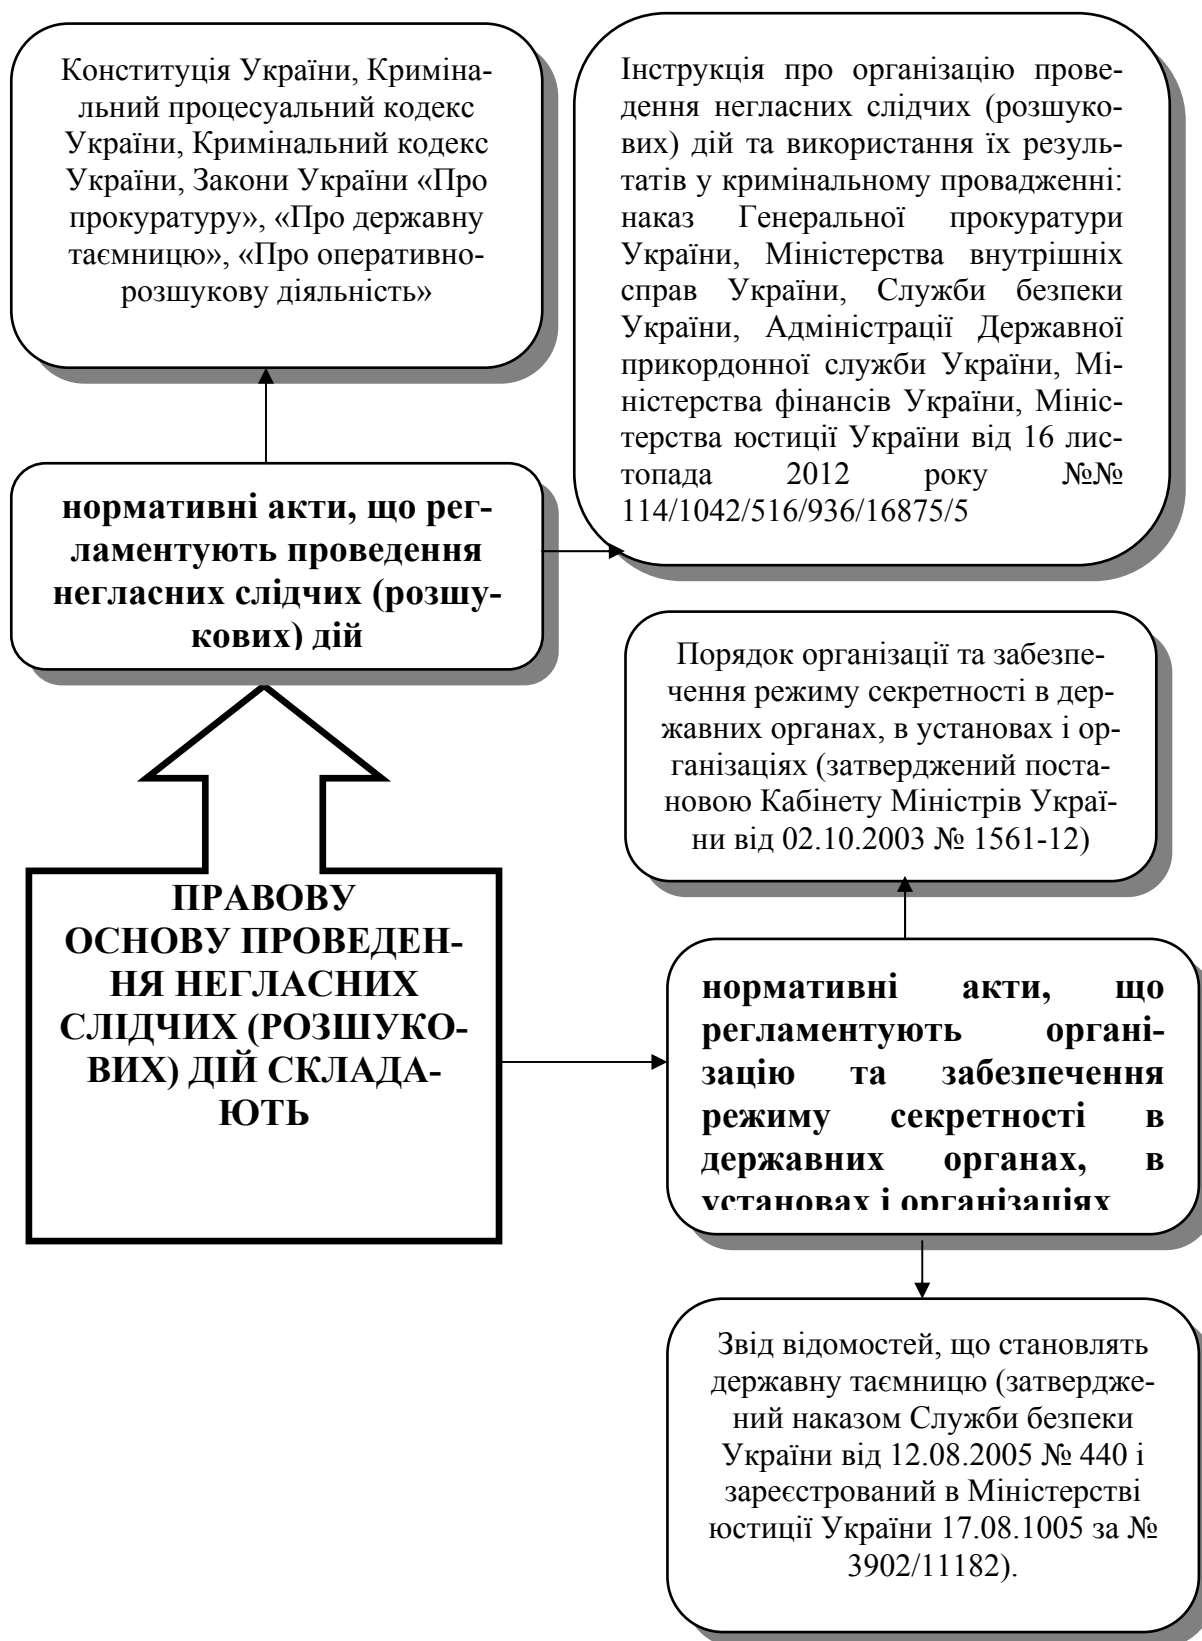 Конституція України, Криміна-
льний процесуальний кодекс
України, Кримінальний кодекс
України, Закони України «Про
прокуратуру», «Про державну
таємницю», «Про оперативно-
розшукову діяльність»
Інструкція про організацію прове-
дення негласних слідчих (розшуко-
вих) дій та використання їх резуль-
татів у кримінальному провадженні:
наказ Генеральної прокуратури
України, Міністерства внутрішніх
справ України, Служби безпеки
України, Адміністрації Державної
прикордонної служби України, Мі-
ністерства фінансів України, Мініс-
терства юстиції України від 16 лис-
топада 2012 року №№
114/1042/516/936/16875/5
нормативні акти, що рег-
ламентують проведення
негласних слідчих (розшу-
кових) дій
Порядок організації та забезпе-
чення режиму секретності в дер-
жавних органах, в установах і ор-
ганізаціях (затверджений поста-
новою Кабінету Міністрів Украї-
ни від 02.10.2003 № 1561-12)
ПРАВОВУ
ОСНОВУ ПРОВЕДЕН-
НЯ НЕГЛАСНИХ
СЛІДЧИХ (РОЗШУКО-
ВИХ) ДІЙ СКЛАДА-
ЮТЬ
нормативні акти, що
регламентують органі-
зацію та забезпечення
режиму секретності в
державних органах, в
установах і організаціях
Звід відомостей, що становлять
державну таємницю (затвердже-
ний наказом Служби безпеки
України від 12.08.2005 № 440 і
зареєстрований в Міністерстві
юстиції України 17.08.1005 за №
3902/11182).